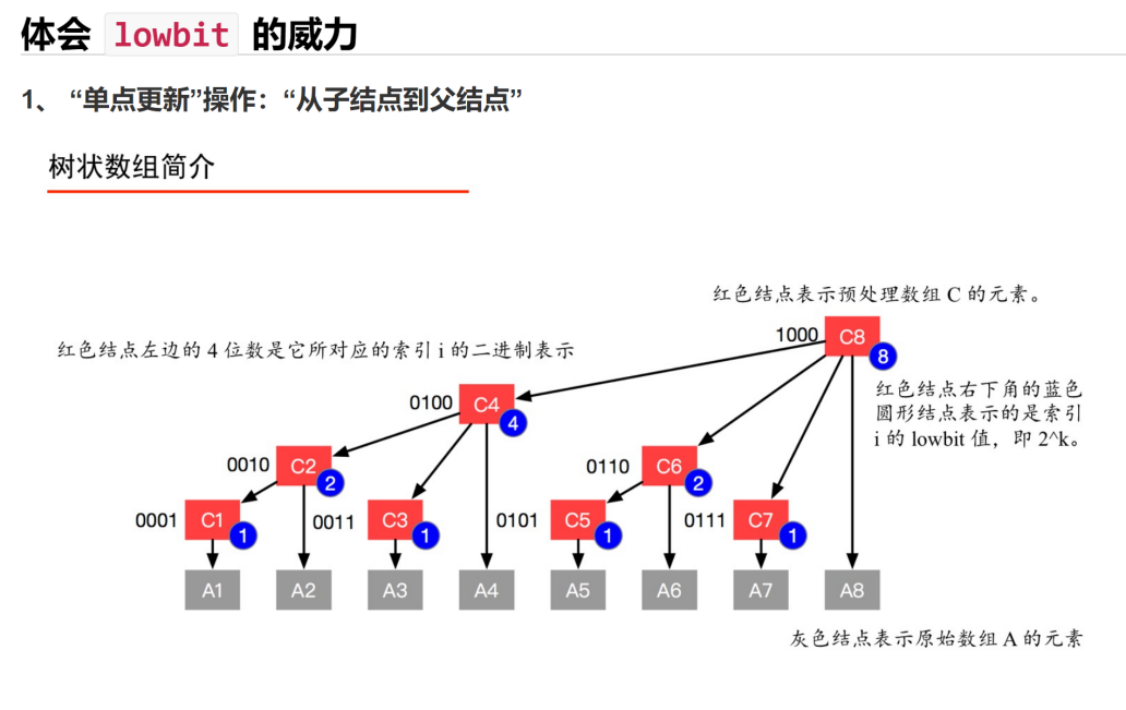 体会 lowbit 的威力
1、 “单点更新”操作：“从子结点到父结点”
树状数组简介
红色结点表示预处理数组 C 的元素。
1000 C8
8
红色结点左边的 4 位数是它所对应的索引 i 的二进制表示
红色结点右下角的蓝色
圆形结点表示的是索引
i 的 lowbit 值，即 2^k。
0100 C4
4
0010 C2
2
0110 C6
2
0001 C1
1
0011 C3
1
0101 C5
1
0111 C7
1
A1 A2 A3 A4 A5 A6 A7 A8
灰色结点表示原始数组 A 的元素